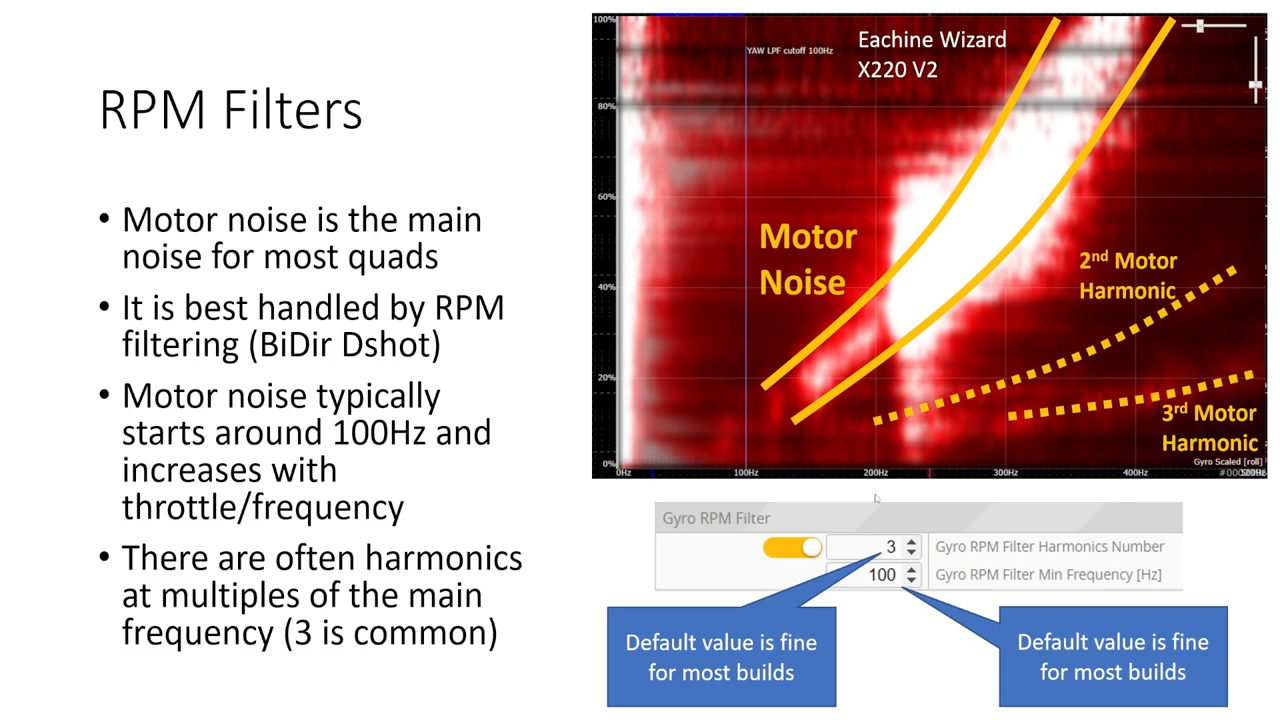 RPM Filters
• Motor noise is the main
noise for most quads
• It is best handled by RPM
filtering (BiDir Dshot)
• Motor noise typically
starts around 100Hz and
increases with
throttle/frequency
• There are often harmonics
at multiples of the main
frequency (3 is common)
100%
80%
60%
40%
20%
0%
YAW LPF cutoff 100Hz
Eachine Wizard
X220 V2
Motor
Noise
2nd Motor
Harmonic
3rd Motor
Harmonic
Gyro Scaled [roll]
0Hz 100Hz 200Hz 300Hz 400Hz
Gyro RPM Filter
3 Gyro RPM Filter Harmonics Number
100 Gyro RPM Filter Min Frequency [Hz]
Default value is fine
for most builds
Default value is fine
for most builds